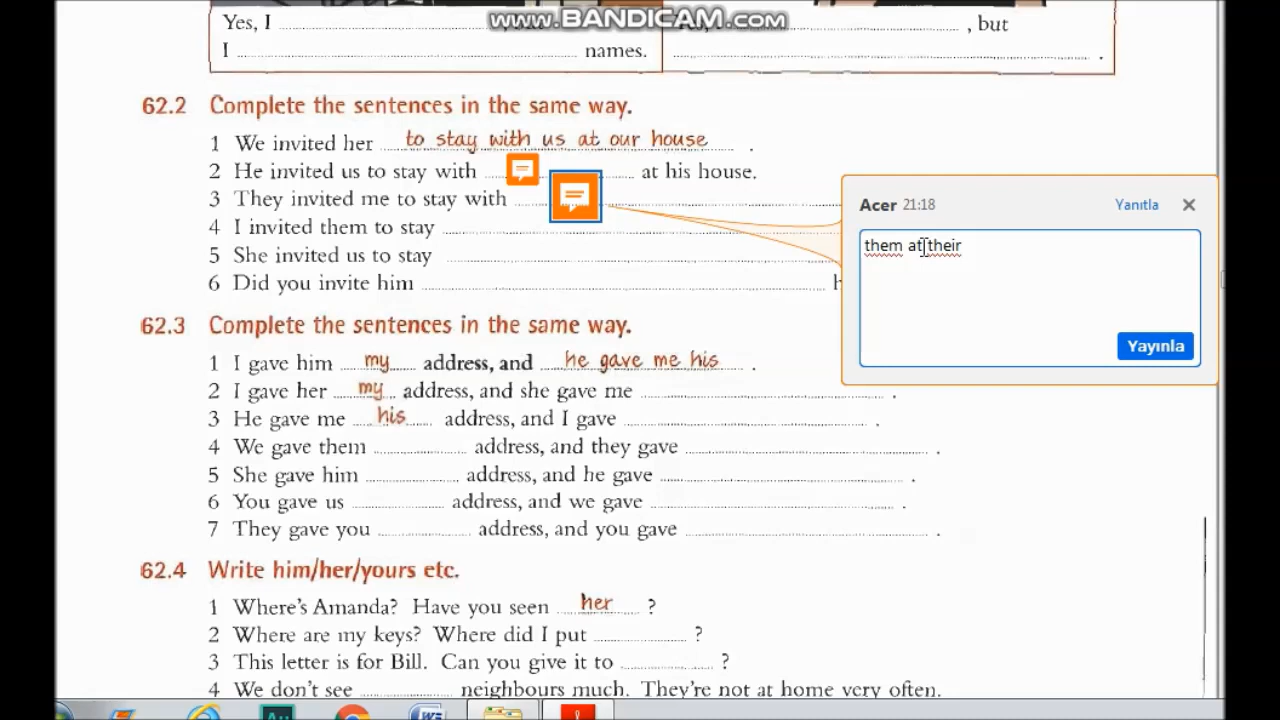 www.BANDICAM.com
Yes, I
, but
I names.
.
62.2 Complete the sentences in the same way.
1 We invited her to stay with us at our house .
2 He invited us to stay with at his house.
3 They invited me to stay with
4 I invited them to stay
5 She invited us to stay
6 Did you invite him h
Acer 21:18 Yanıtla
them at their
Yayınla
62.3 Complete the sentences in the same way.
1 I gave him my address, and he gave me his .
2 I gave her my address, and she gave me .
3 He gave me his address, and I gave .
4 We gave them address, and they gave .
5 She gave him address, and he gave .
6 You gave us address, and we gave .
7 They gave you address, and you gave .
62.4 Write him/her/yours etc.
1 Where's Amanda? Have you seen her ?
2 Where are my keys? Where did I put ?
3 This letter is for Bill. Can you give it to ?
4 We don't see neighbours much. They're not at home very often.
Au
W